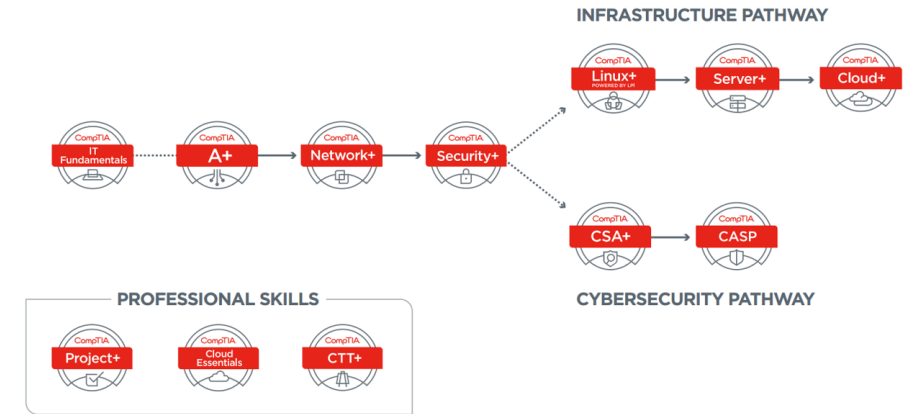 INFRASTRUCTURE PATHWAY
CompTIA
Linux+
POWERED BY LPI
CompTIA
Server+
CompTIA
Cloud+
CompTIA
IT
Fundamentals
CompTIA
A+
CompTIA
Network+
CompTIA
Security+
CompTIA
CSA+
CompTIA
CASP
CYBERSECURITY PATHWAY
PROFESSIONAL SKILLS
CompTIA
Project+
CompTIA
Cloud
Essentials
CompTIA
CTT+